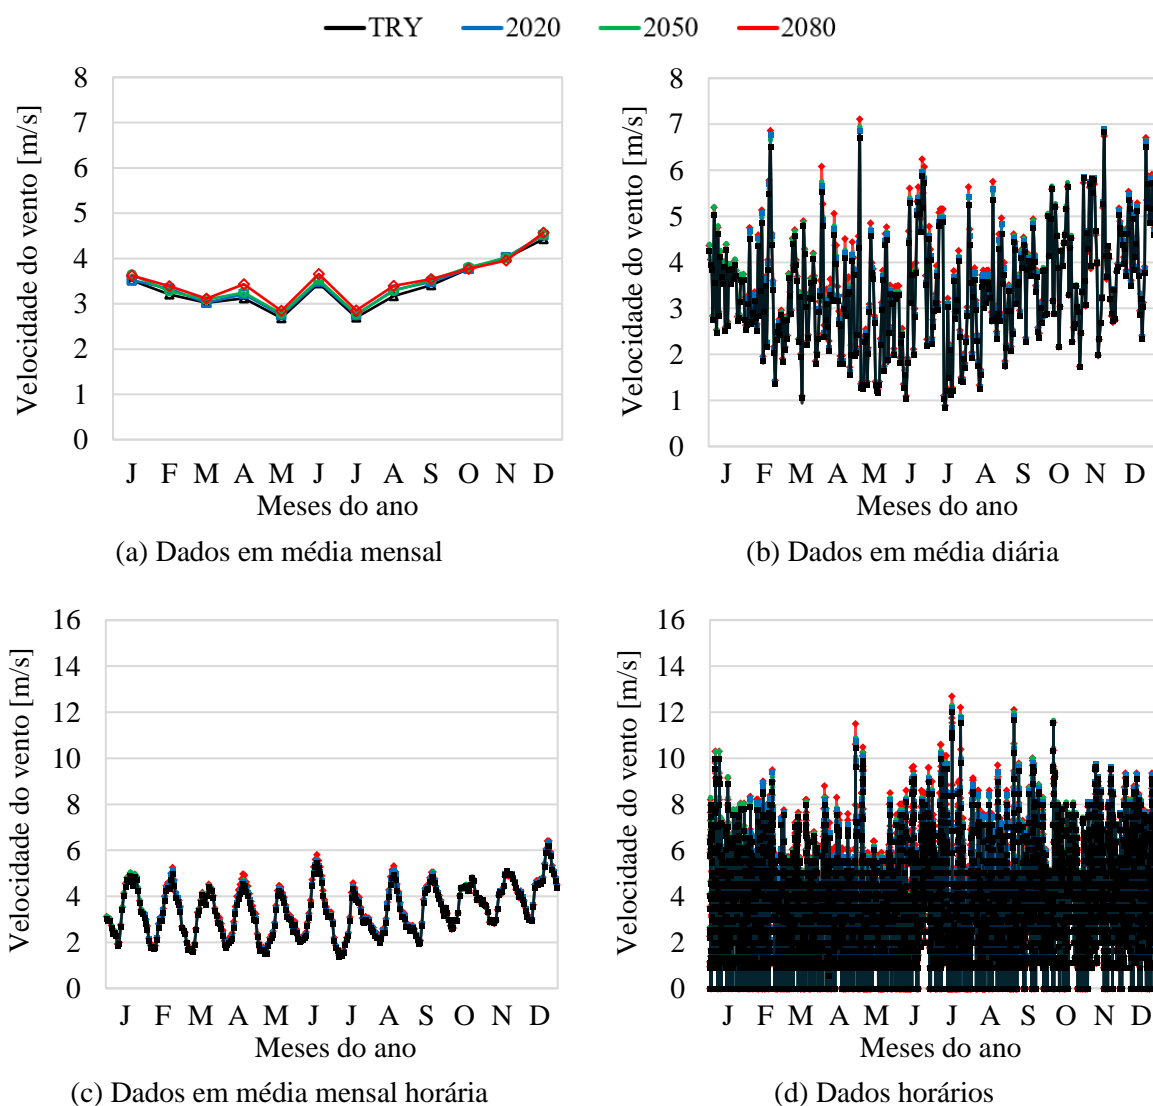 TRY 2020 2050 2080
Velocidade do vento [m/s]
8
7
6
5
4
3
2
1
0
J F M A M J J A S O N D
Meses do ano
(a) Dados em média mensal
Velocidade do vento [m/s]
8
7
6
5
4
3
2
1
0
J F M A M J J A S O N D
Meses do ano
(b) Dados em média diária
Velocidade do vento [m/s]
16
14
12
10
8
6
4
2
0
J F M A M J J A S O N D
Meses do ano
(c) Dados em média mensal horária
Velocidade do vento [m/s]
16
14
12
10
8
6
4
2
0
J F M A M J J A S O N D
Meses do ano
(d) Dados horários